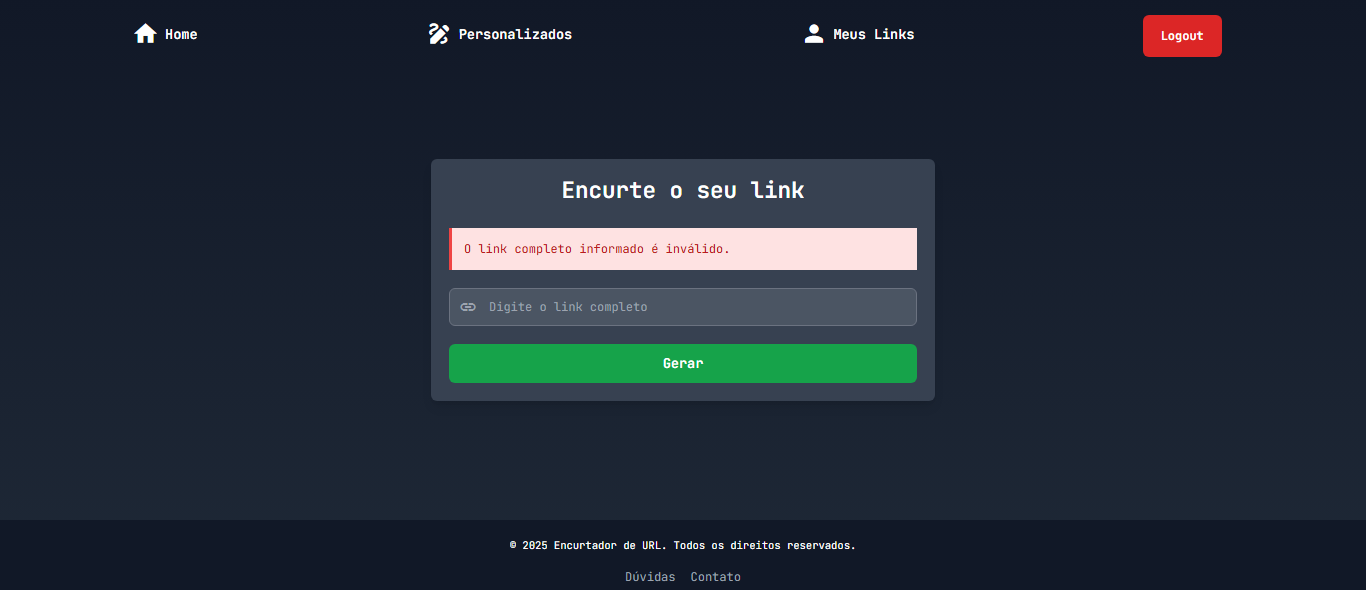 Home
Personalizados
Meus Links
Logout
Encurte o seu link
O link completo informado é inválido.
Digite o link completo
Gerar
© 2025 Encurtador de URL. Todos os direitos reservados.
Dúvidas Contato